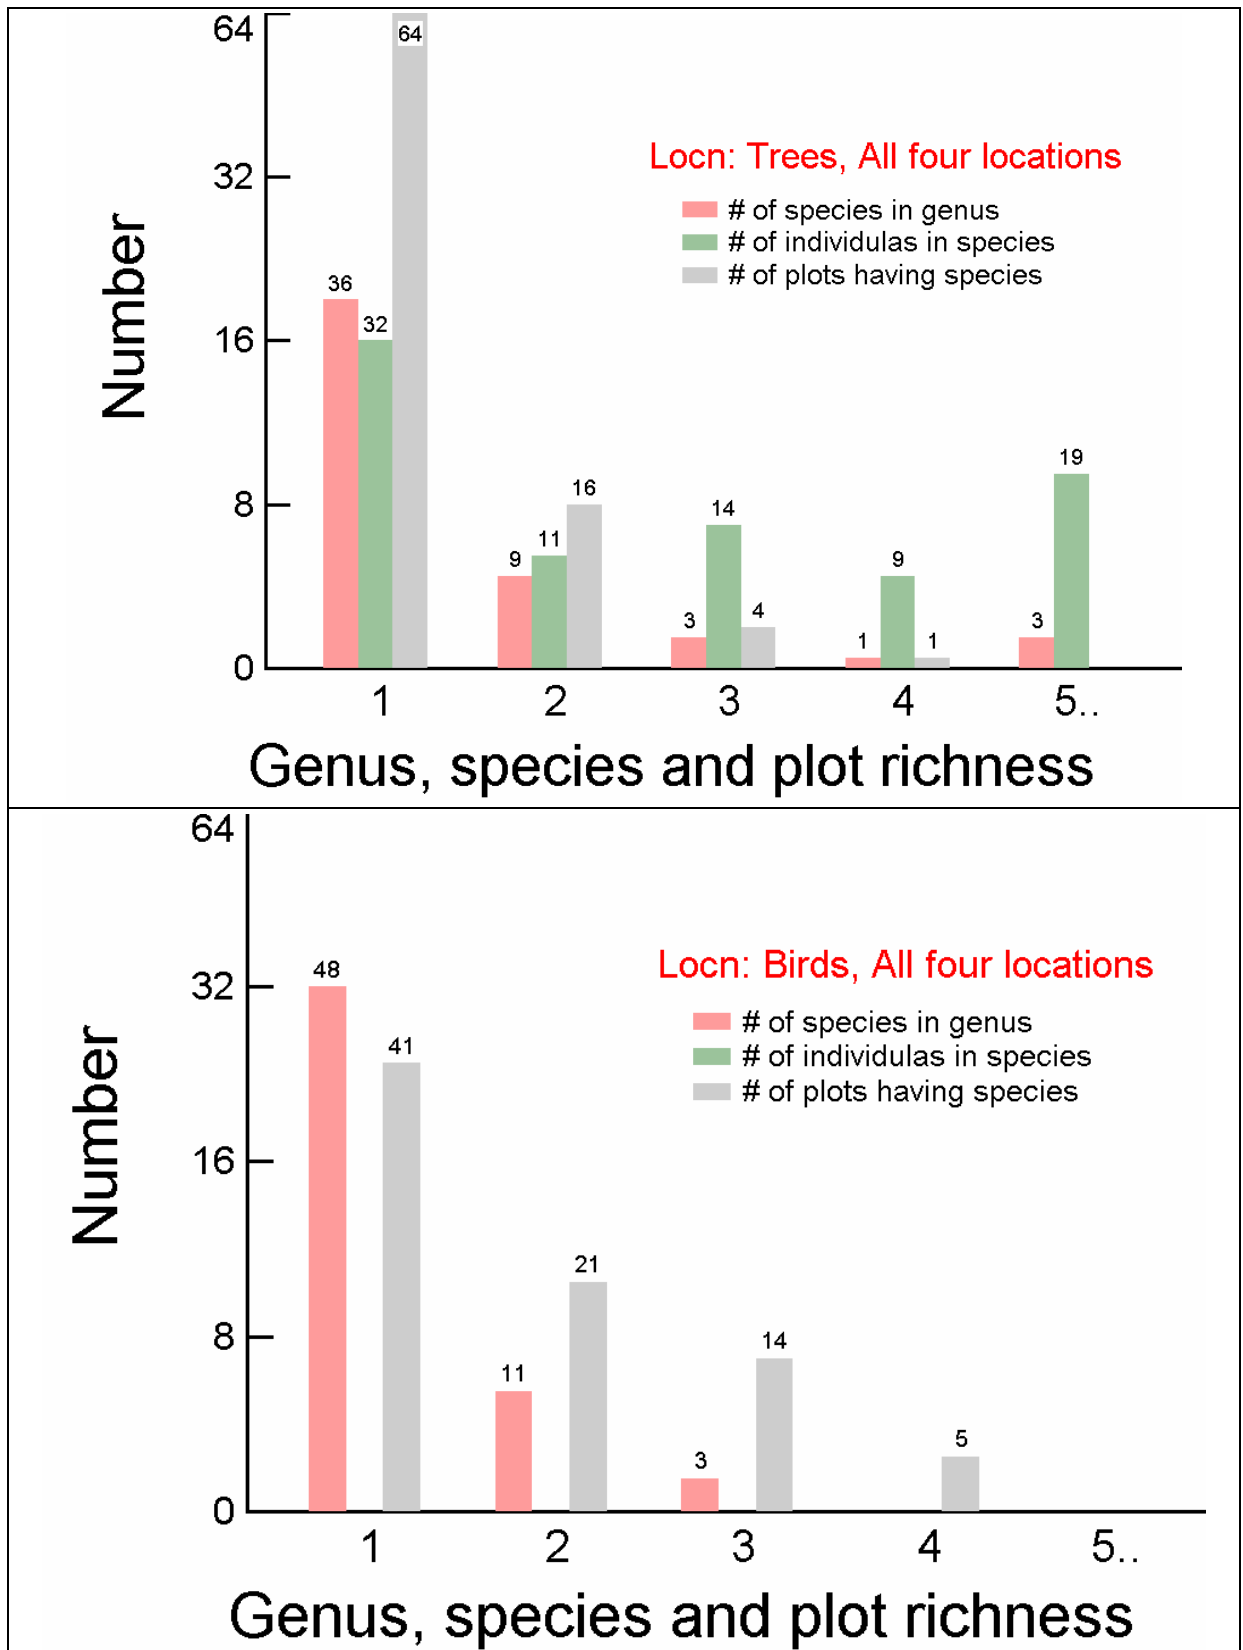 64
64
Locn: Trees, All four locations
32
# of species in genus
# of individulas in species
# of plots having species
Number
36
32
16
19
8
16
14
11
9
9
3
4
1
1
3
0
1 2 3 4 5..
Genus, species and plot richness
64
Locn: Birds, All four locations
48
32
# of species in genus
# of individulas in species
# of plots having species
41
Number
16
21
8
14
11
5
3
0
1 2 3 4 5..
Genus, species and plot richness